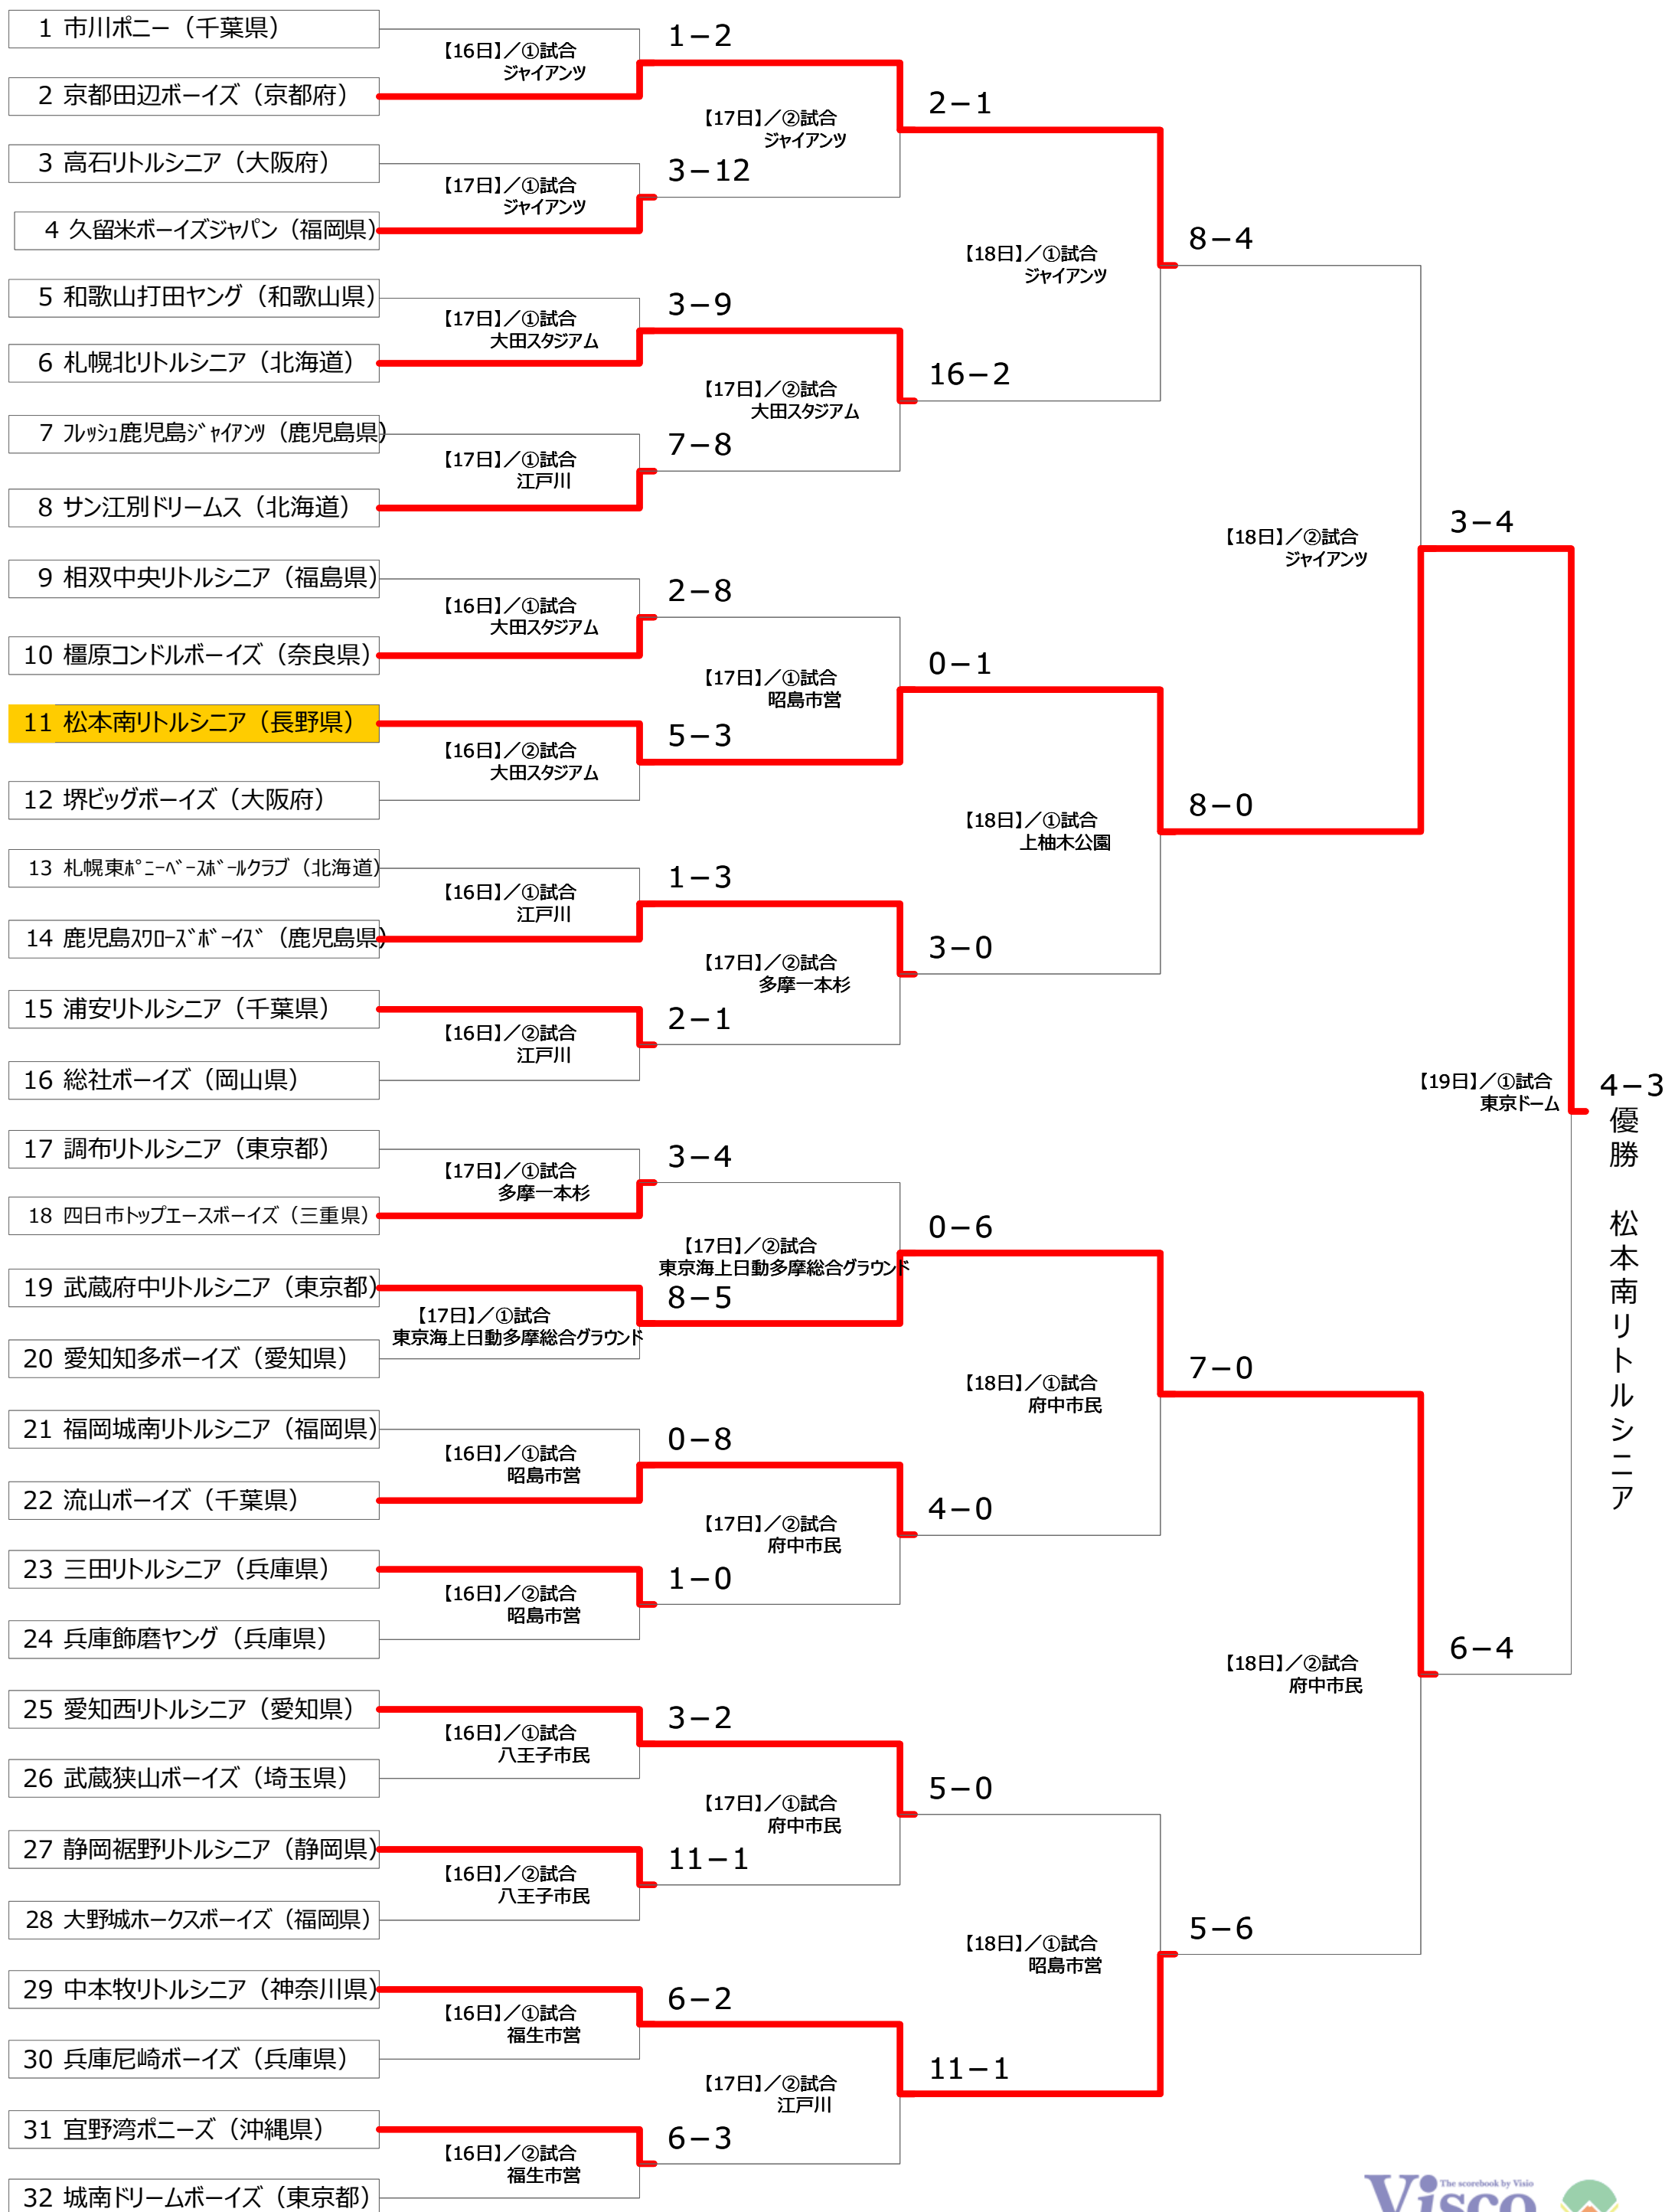 1 市川ポニー（千葉県）
【16日】／①試合
ジャイアンツ
1－2
2 京都田辺ボーイズ（京都府）
【17日】／②試合
ジャイアンツ
2－1
3 高石リトルシニア（大阪府）
【17日】／①試合
ジャイアンツ
3－12
4 久留米ボーイズジャパン（福岡県）
【18日】／①試合
ジャイアンツ
8－4
5 和歌山打田ヤング（和歌山県）
【17日】／①試合
大田スタジアム
3－9
6 札幌北リトルシニア（北海道）
【17日】／②試合
大田スタジアム
16－2
7 フレッシュ鹿児島ジャイアンツ（鹿児島県）
【17日】／①試合
江戸川
7－8
8 サン江別ドリームス（北海道）
【18日】／②試合
ジャイアンツ
3－4
9 相双中央リトルシニア（福島県）
【16日】／①試合
大田スタジアム
2－8
10 橿原コンドルボーイズ（奈良県）
【17日】／①試合
昭島市営
0－1
11 松本南リトルシニア（長野県）
【16日】／②試合
大田スタジアム
5－3
12 堺ビッグボーイズ（大阪府）
【18日】／①試合
上柚木公園
8－0
13 札幌東ポニーベースボールクラブ（北海道）
【16日】／①試合
江戸川
1－3
14 鹿児島スワローズボーイズ（鹿児島県）
【17日】／②試合
多摩一本杉
3－0
15 浦安リトルシニア（千葉県）
【16日】／②試合
江戸川
2－1
16 総社ボーイズ（岡山県）
【19日】／①試合
東京ドーム
4－3
優勝　松本南リトルシニア
17 調布リトルシニア（東京都）
【17日】／①試合
多摩一本杉
3－4
18 四日市トップエースボーイズ（三重県）
【17日】／②試合
東京海上日動多摩総合グラウンド
0－6
19 武蔵府中リトルシニア（東京都）
【17日】／①試合
東京海上日動多摩総合グラウンド
8－5
20 愛知知多ボーイズ（愛知県）
【18日】／①試合
府中市民
7－0
21 福岡城南リトルシニア（福岡県）
【16日】／①試合
昭島市営
0－8
22 流山ボーイズ（千葉県）
【17日】／②試合
府中市民
4－0
23 三田リトルシニア（兵庫県）
【16日】／②試合
昭島市営
1－0
24 兵庫飾磨ヤング（兵庫県）
【18日】／②試合
府中市民
6－4
25 愛知西リトルシニア（愛知県）
【16日】／①試合
八王子市民
3－2
26 武蔵狭山ボーイズ（埼玉県）
【17日】／①試合
府中市民
5－0
27 静岡裾野リトルシニア（静岡県）
【16日】／②試合
八王子市民
11－1
28 大野城ホークスボーイズ（福岡県）
【18日】／①試合
昭島市営
5－6
29 中本牧リトルシニア（神奈川県）
【16日】／①試合
福生市営
6－2
30 兵庫尼崎ボーイズ（兵庫県）
【17日】／②試合
江戸川
11－1
31 宜野湾ポニーズ（沖縄県）
【16日】／②試合
福生市営
6－3
32 城南ドリームボーイズ（東京都）
The scorebook by Visio
Visco